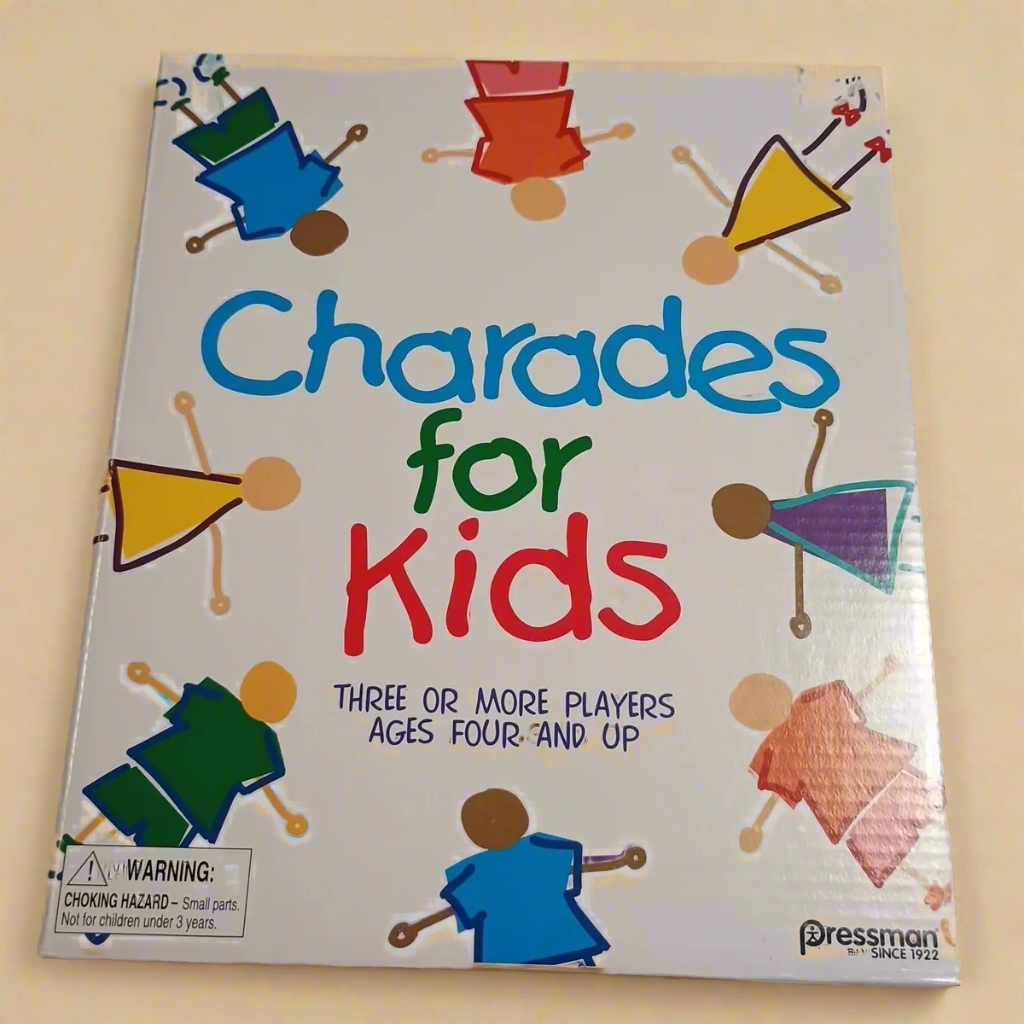 Charades
for
Kids
THREE OR MORE PLAYERS
AGES FOUR AND UP
WARNING:
CHOKING HAZARD – Small parts.
Not for children under 3 years.
Pressman
SINCE 1922